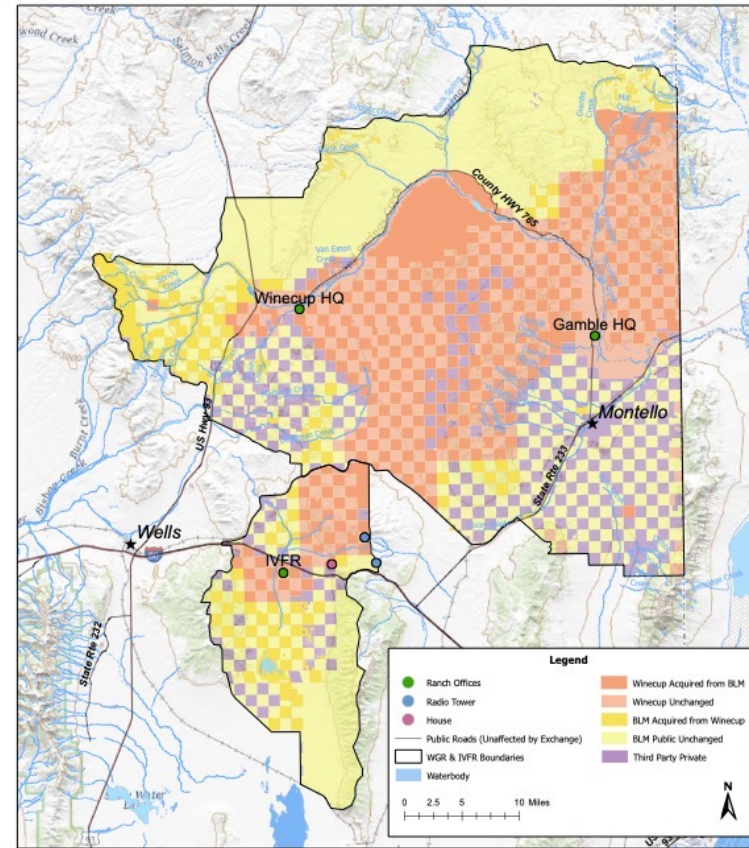 Salmon Falls Creek
County HWY 765
Van Eaton
Creek
Winecup HQ
Gamble HQ
US Hwy 93
Montello
State Rte 233
Bishop Creek
Burnt Creek
Wells
IVFR
State Rte 232
Legend
Ranch Offices
Radio Tower
House
Public Roads (Unaffected by Exchange)
WGR & IVFR Boundaries
Waterbody
Winecup Acquired from BLM
Winecup Unchanged
BLM Acquired from Winecup
BLM Public Unchanged
Third Party Private
0 2.5 5 10 Miles
N